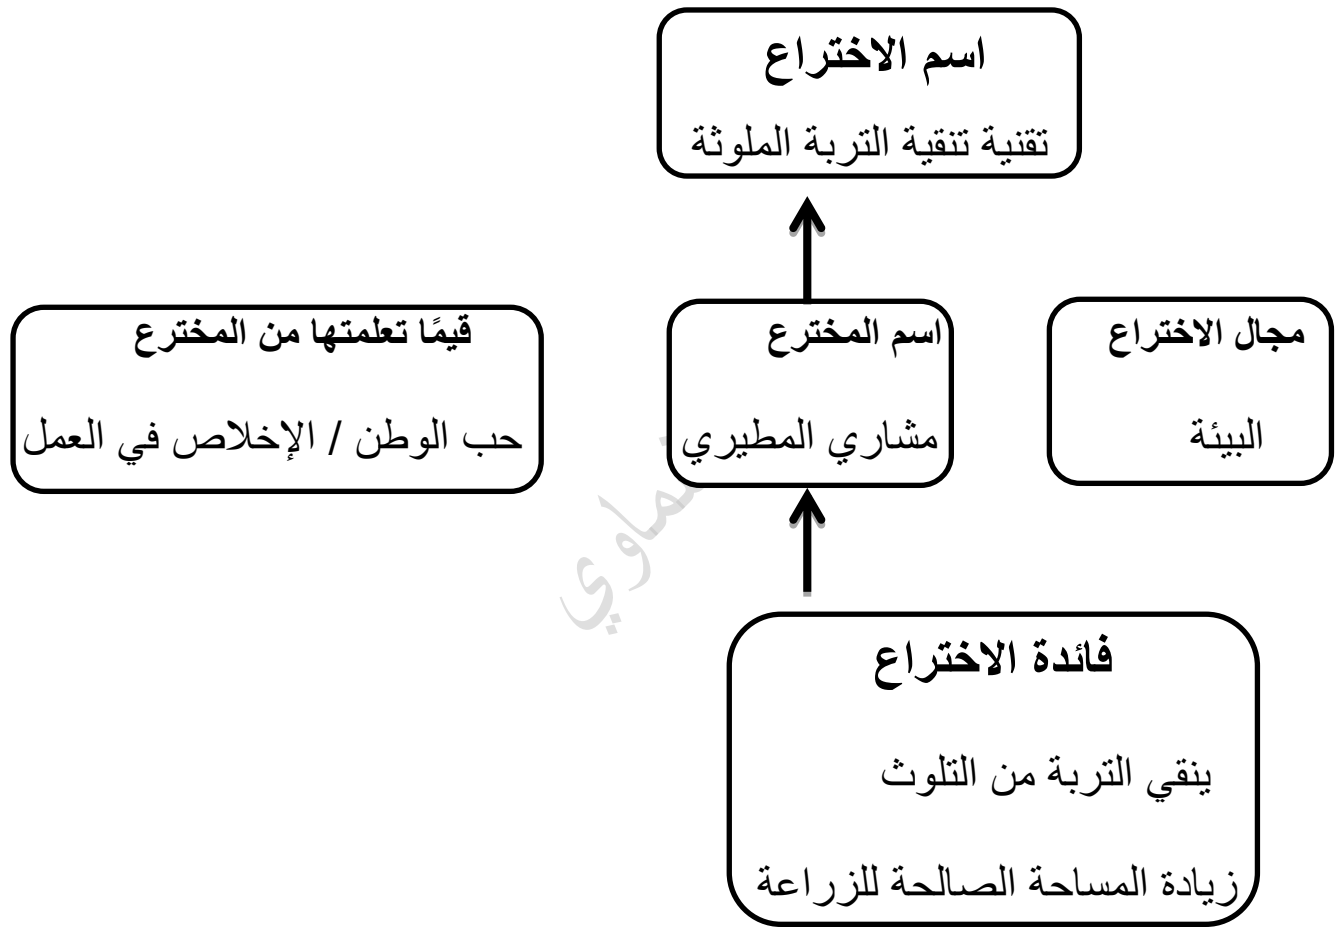 اسم الاختراع
تقنية تنقية التربة الملوثة
مجال الاختراع
البيئة
اسم المخترع
مشاري المطيري
قيمًا تعلمتها من المخترع
حب الوطن / الإخلاص في العمل
فائدة الاختراع
ينقي التربة من التلوث
زيادة المساحة الصالحة للزراعة